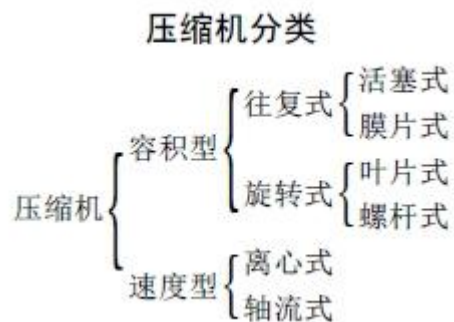 压缩机分类
压缩机
容积型
往复式
活塞式
膜片式
旋转式
叶片式
螺杆式
速度型
离心式
轴流式